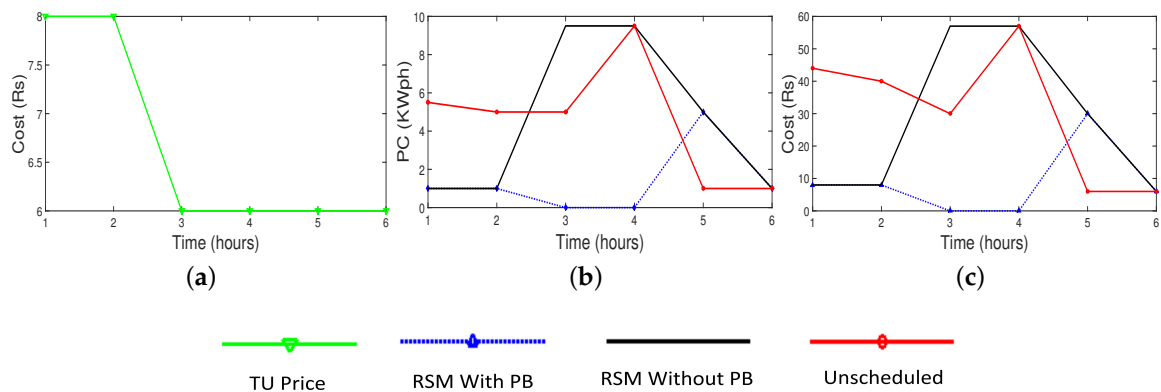 8
7.5
7
6.5
6
Cost (Rs)
1 2 3 4 5 6
Time (hours)
(a)
10
8
6
4
2
0
PC (KWph)
1 2 3 4 5 6
Time (hours)
(b)
60
50
40
30
20
10
0
Cost (Rs)
1 2 3 4 5 6
Time (hours)
(c)
TU Price RSM With PB RSM Without PB Unscheduled